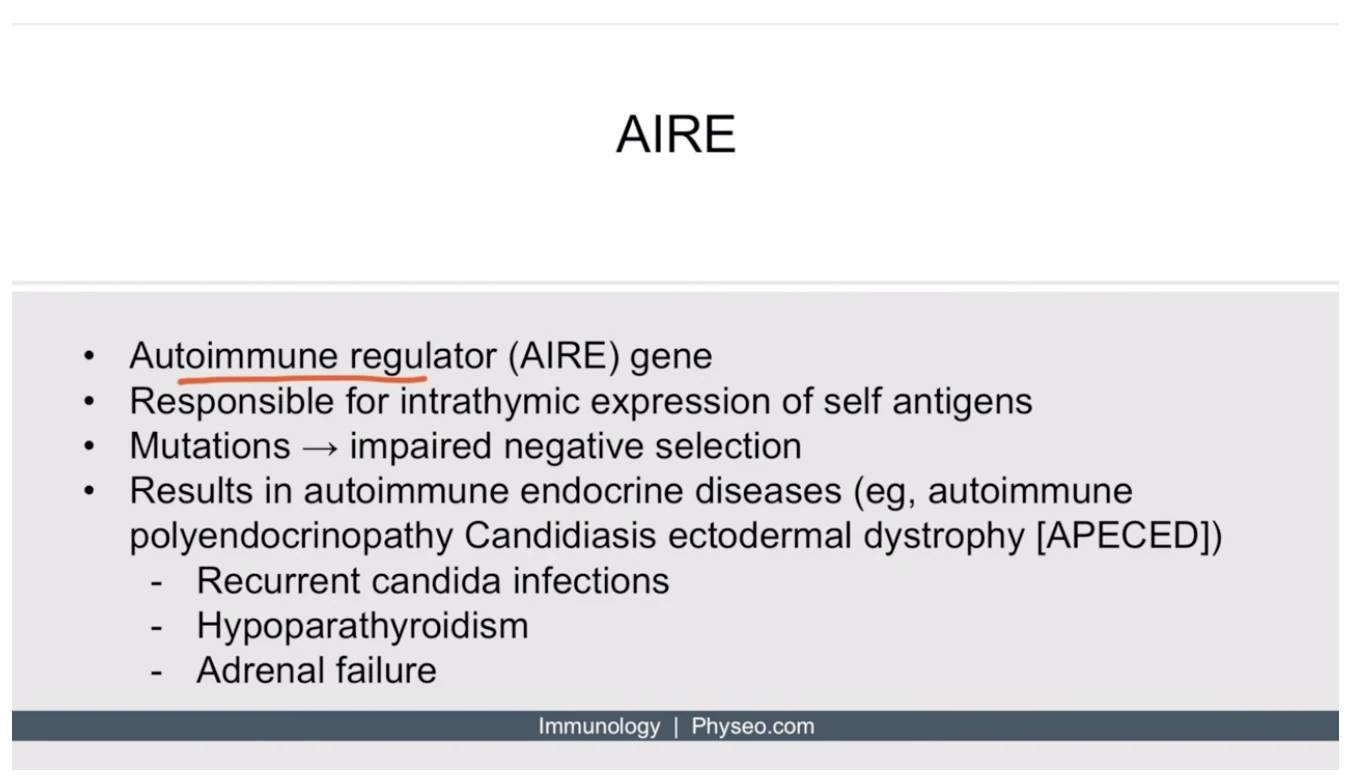 AIRE
• Autoimmune regulator (AIRE) gene
• Responsible for intrathymic expression of self antigens
• Mutations → impaired negative selection
• Results in autoimmune endocrine diseases (eg, autoimmune
polyendocrinopathy Candidiasis ectodermal dystrophy [APECED])
- Recurrent candida infections
- Hypoparathyroidism
- Adrenal failure
Immunology | Physeo.com